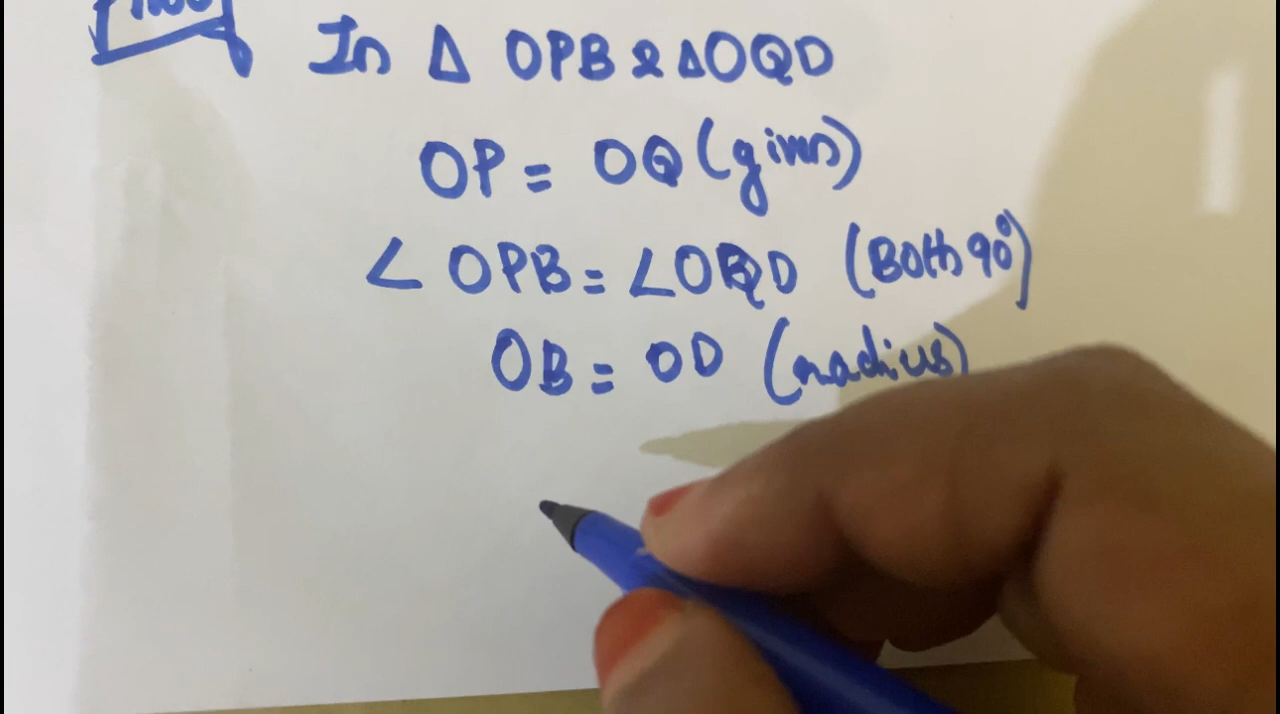 In Δ OPB & ΔOQD
OP = OQ (given)
∠ OPB = ∠OQD (Both 90°)
OB = OD (radius)